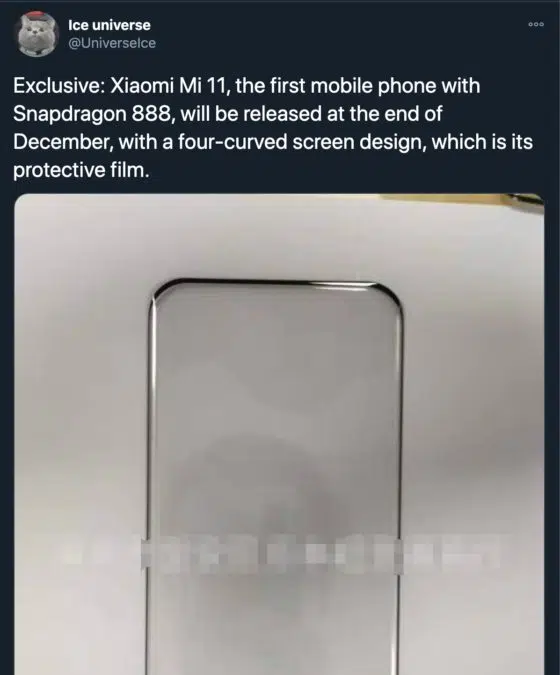 Ice universe
@UniverseIce
Exclusive: Xiaomi Mi 11, the first mobile phone with
Snapdragon 888, will be released at the end of
December, with a four-curved screen design, which is its
protective film.